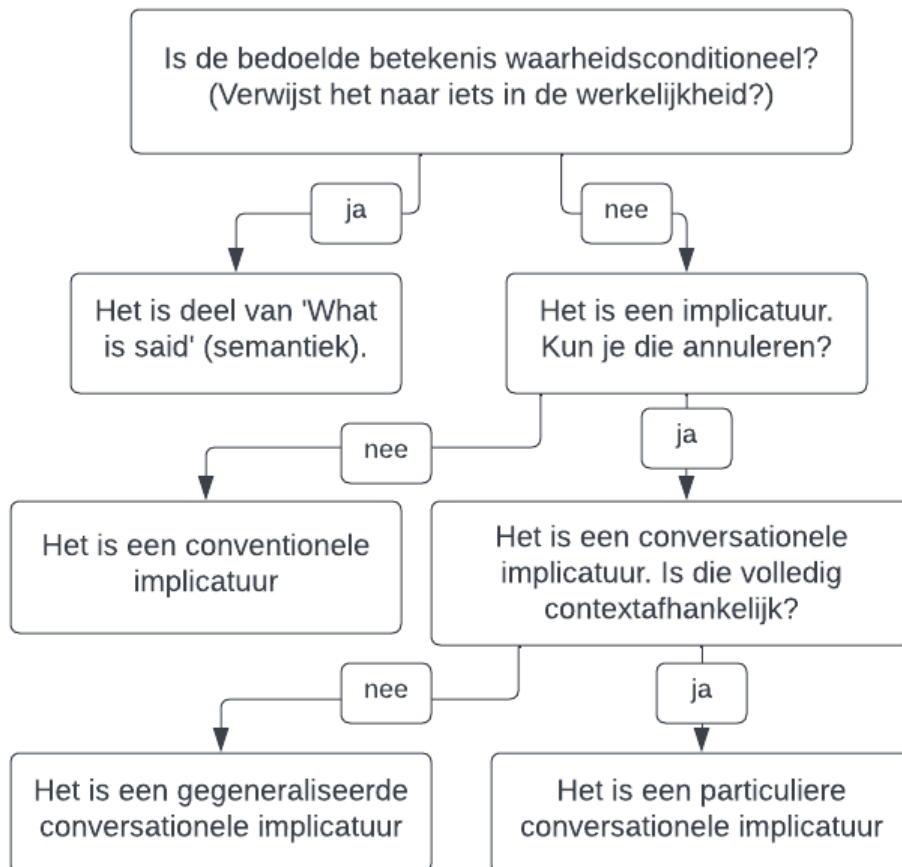 Is de bedoelde betekenis waarheidsconditioneel?
(Verwijst het naar iets in de werkelijkheid?)
ja
nee
Het is deel van 'What
is said' (semantiek).
Het is een implicatuur.
Kun je die annuleren?
nee
ja
Het is een conventionele
implicatuur
Het is een conversationele
implicatuur. Is die volledig
contextafhankelijk?
nee
ja
Het is een gegeneraliseerde
conversationele implicatuur
Het is een particuliere
conversationele implicatuur